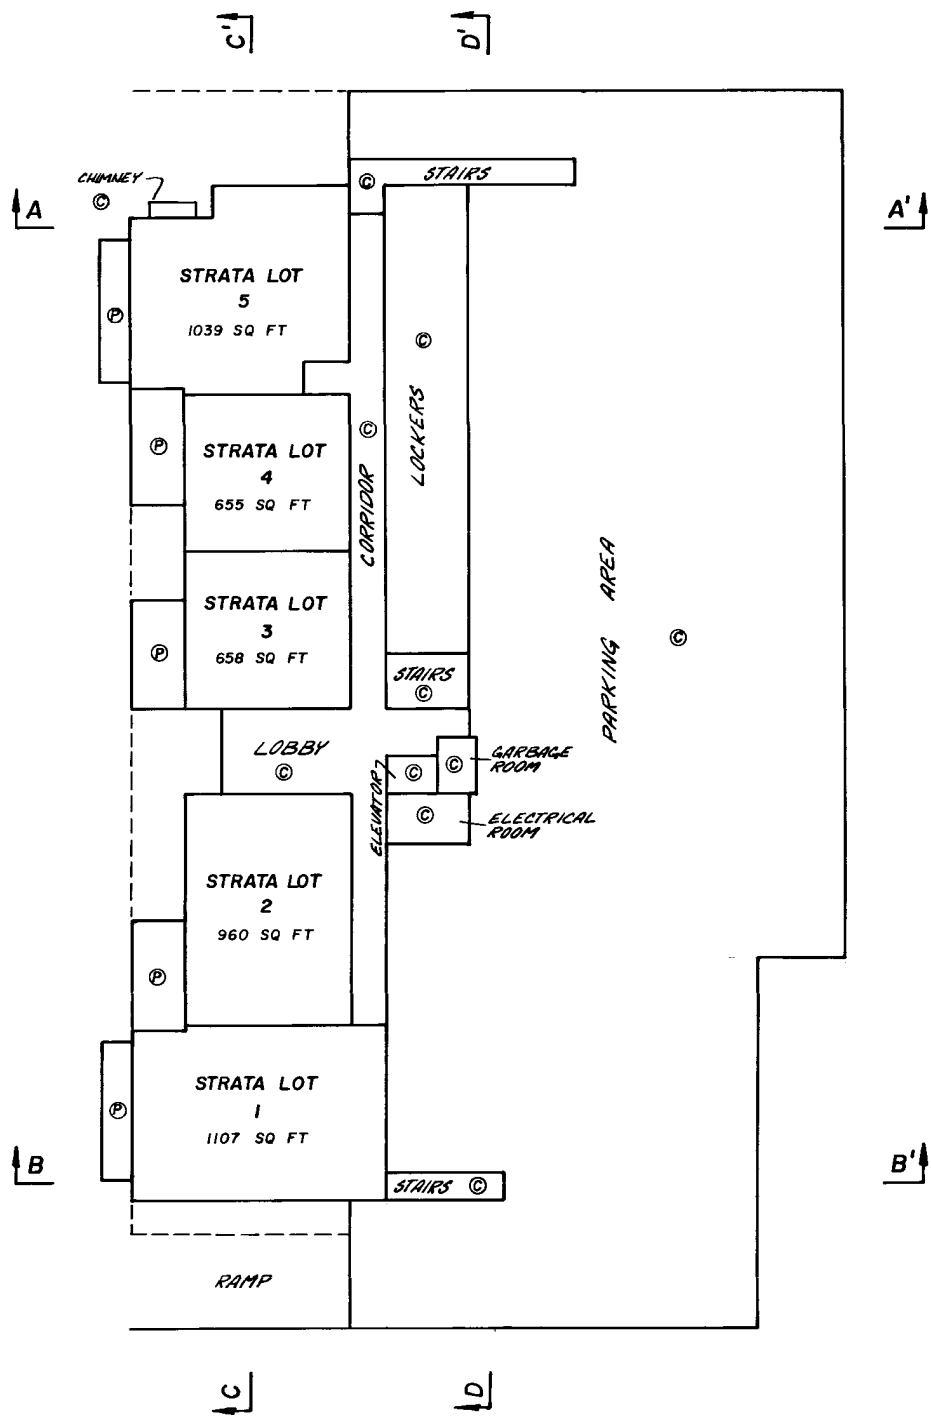 C'
D'
CHIMNEY
©
A
A'
© STAIRS
STRATA LOT
5
1039 SQ FT
Ⓟ
©
LOCKERS
Ⓟ
STRATA LOT
4
655 SQ FT
©
CORRIDOR
PARKING AREA
©
STRATA LOT
3
658 SQ FT
Ⓟ
STAIRS
©
LOBBY
©
ELEVATOR
©
©
GARBAGE
ROOM
©
ELECTRICAL
ROOM
STRATA LOT
2
960 SQ FT
Ⓟ
STRATA LOT
1
1107 SQ FT
Ⓟ
B
B'
STAIRS ©
RAMP
C
D